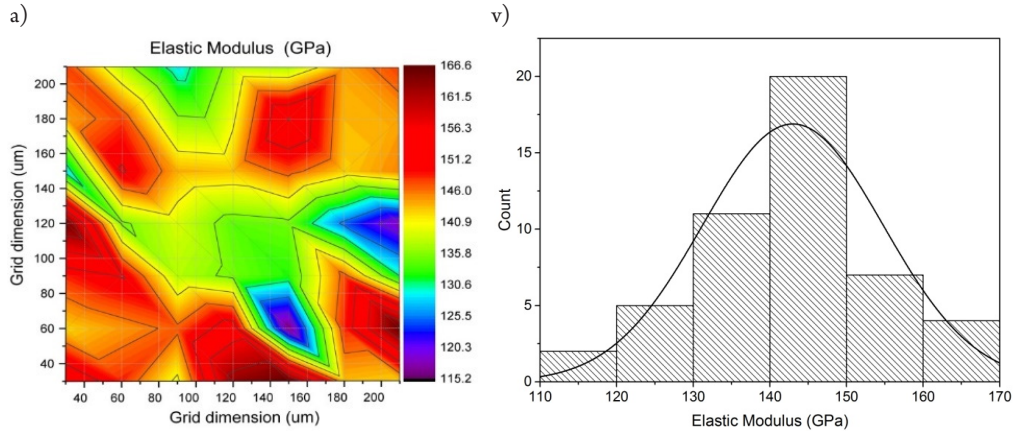 a)
Elastic Modulus (GPa)
200
180
160
140
120
100
80
60
40
Grid dimension (um)
40 60 80 100 120 140 160 180 200
Grid dimension (um)
166.6
161.5
156.3
151.2
146.0
140.9
135.8
130.6
125.5
120.3
115.2
v)
20
15
10
5
0
Count
110 120 130 140 150 160 170
Elastic Modulus (GPa)